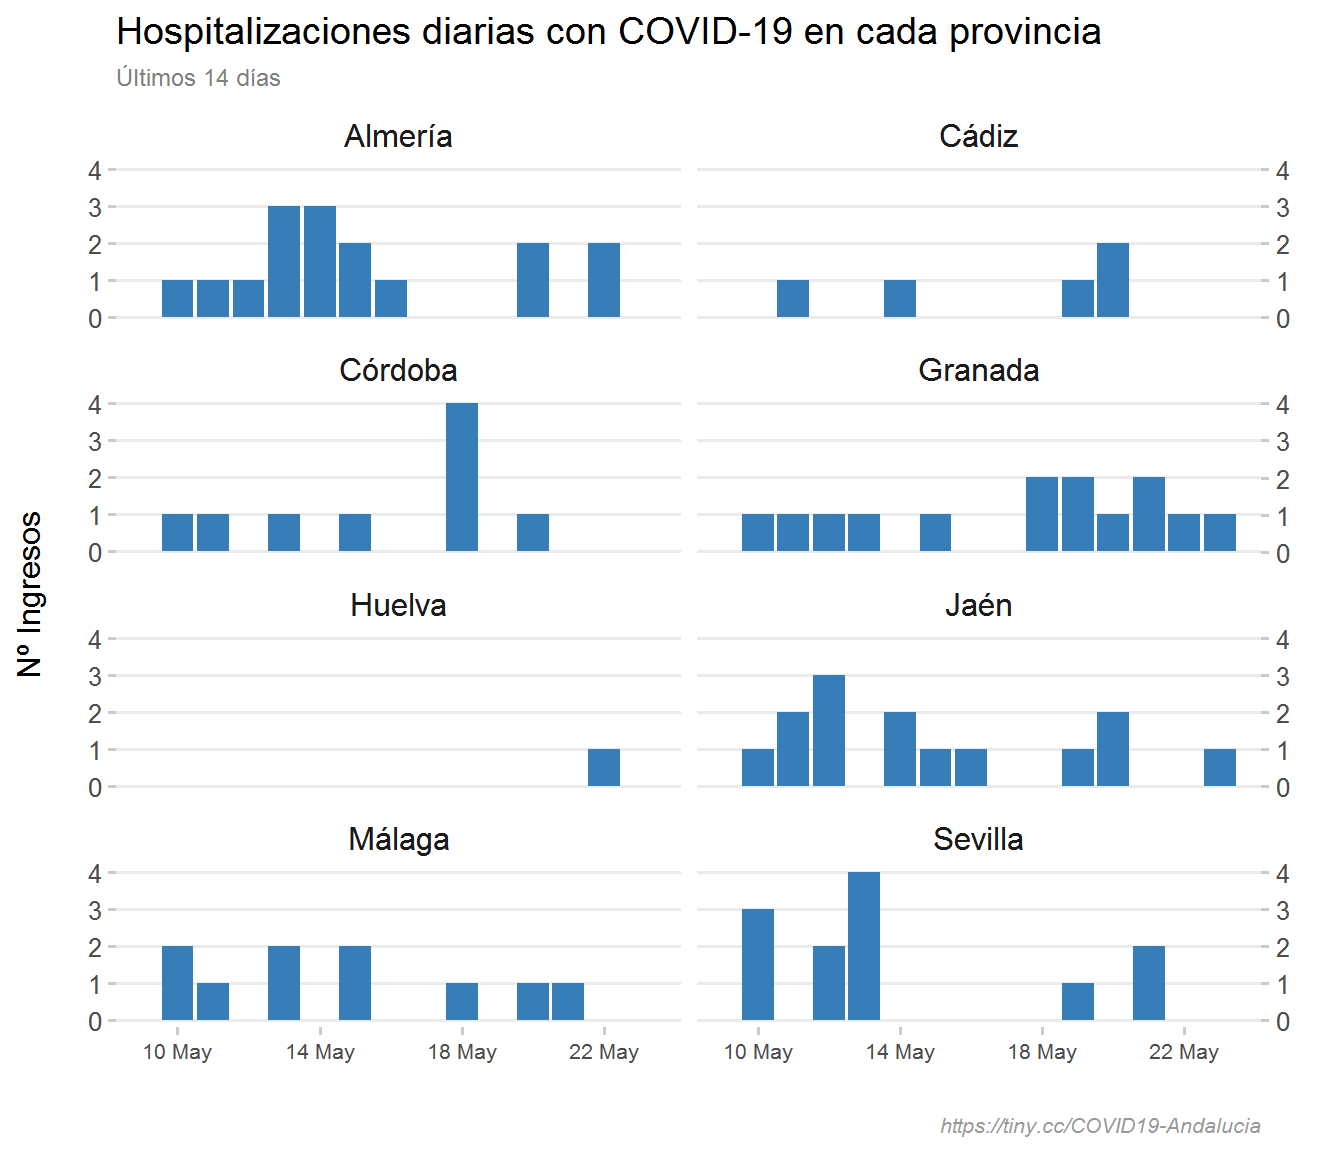 Hospitalizaciones diarias con COVID-19 en cada provincia
Últimos 14 días
Nº Ingresos
Almería
Cádiz
4
3
2
1
0
4
3
2
1
0
Córdoba
Granada
4
3
2
1
0
4
3
2
1
0
Huelva
Jaén
4
3
2
1
0
4
3
2
1
0
Málaga
Sevilla
4
3
2
1
0
4
3
2
1
0
10 May 14 May 18 May 22 May
10 May 14 May 18 May 22 May
https://tiny.cc/COVID19-Andalucia